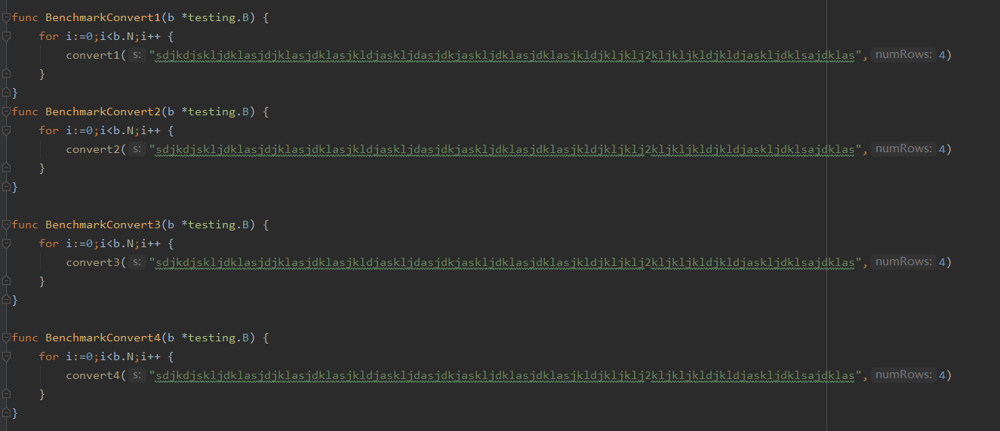 func BenchmarkConvert1(b *testing.B) {
for i:=0;i<b.N;i++ {
convert1( s: "sdjkdjskljdklasjdjklasjdklasjkldjaskljdasjdkjaskljdklasjdklasjkldjkljklj2kljkljkldjkldjaskljdklsajdklas", numRows: 4)
}
}
func BenchmarkConvert2(b *testing.B) {
for i:=0;i<b.N;i++ {
convert2( s: "sdjkdjskljdklasjdjklasjdklasjkldjaskljdasjdkjaskljdklasjdklasjkldjkljklj2kljkljkldjkldjaskljdklsajdklas", numRows: 4)
}
}
func BenchmarkConvert3(b *testing.B) {
for i:=0;i<b.N;i++ {
convert3( s: "sdjkdjskljdklasjdjklasjdklasjkldjaskljdasjdkjaskljdklasjdklasjkldjkljklj2kljkljkldjkldjaskljdklsajdklas", numRows: 4)
}
}
func BenchmarkConvert4(b *testing.B) {
for i:=0;i<b.N;i++ {
convert4( s: "sdjkdjskljdklasjdjklasjdklasjkldjaskljdasjdkjaskljdklasjdklasjkldjkljklj2kljkljkldjkldjaskljdklsajdklas", numRows: 4)
}
}